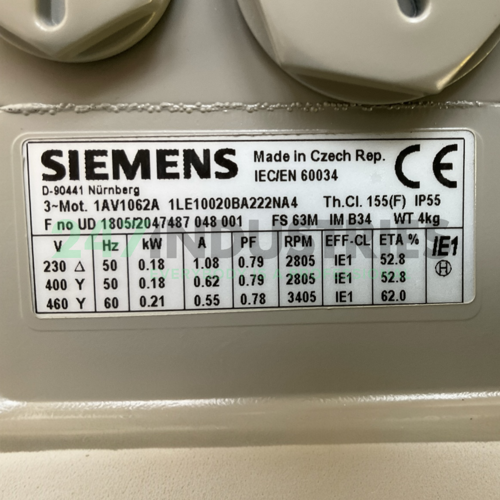 SIEMENS Made in Czech Rep. CE
D-90441 Nürnberg IEC/EN 60034
3~Mot. 1AV1062A 1LE10020BA222NA4 Th.Cl. 155(F) IP55
F no UD 1805/2047487 048 001 FS 63M IM B34 WT 4kg
V Hz kW A PF RPM EFF-CL ETA % IE1
230 Δ 50 0.18 1.08 0.79 2805 IE1 52.8 H
400 Y 50 0.18 0.62 0.79 2805 IE1 52.8
460 Y 60 0.21 0.55 0.78 3405 IE1 62.0
247 INDUSTRIES